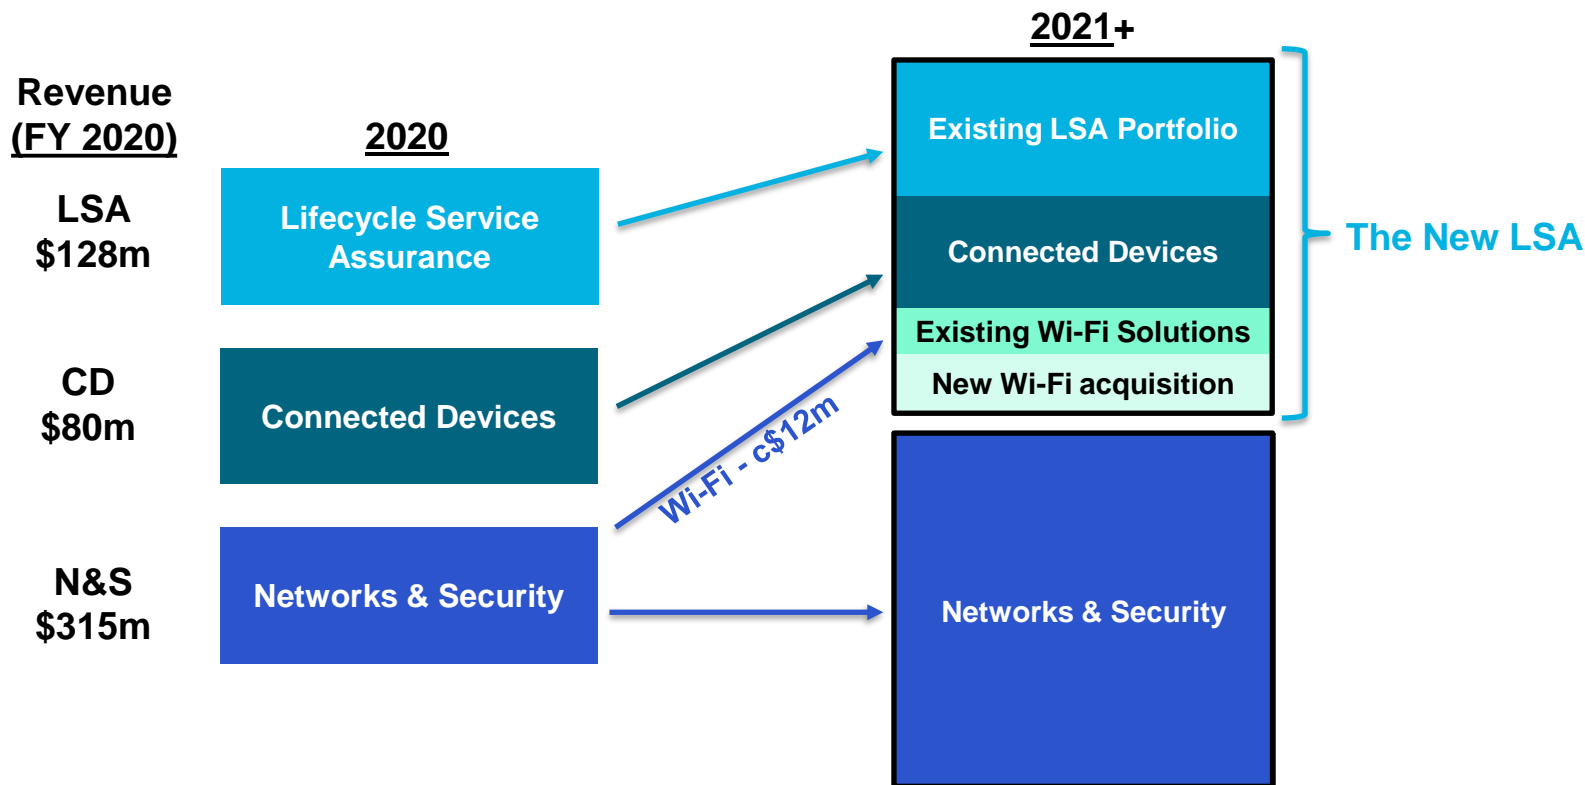 Revenue
(FY 2020)
2020
2021+
LSA
$128m
Lifecycle Service
Assurance
CD
$80m
Connected Devices
N&S
$315m
Networks & Security
Wi-Fi - c$12m
Existing LSA Portfolio
Connected Devices
Existing Wi-Fi Solutions
New Wi-Fi acquisition
The New LSA
Networks & Security